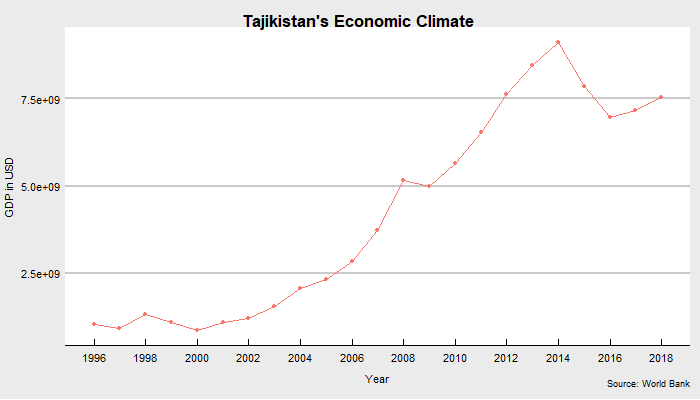 Tajikistan's Economic Climate
7.5e+09
5.0e+09
2.5e+09
GDP in USD
1996 1998 2000 2002 2004 2006 2008 2010 2012 2014 2016 2018
Year
Source: World Bank